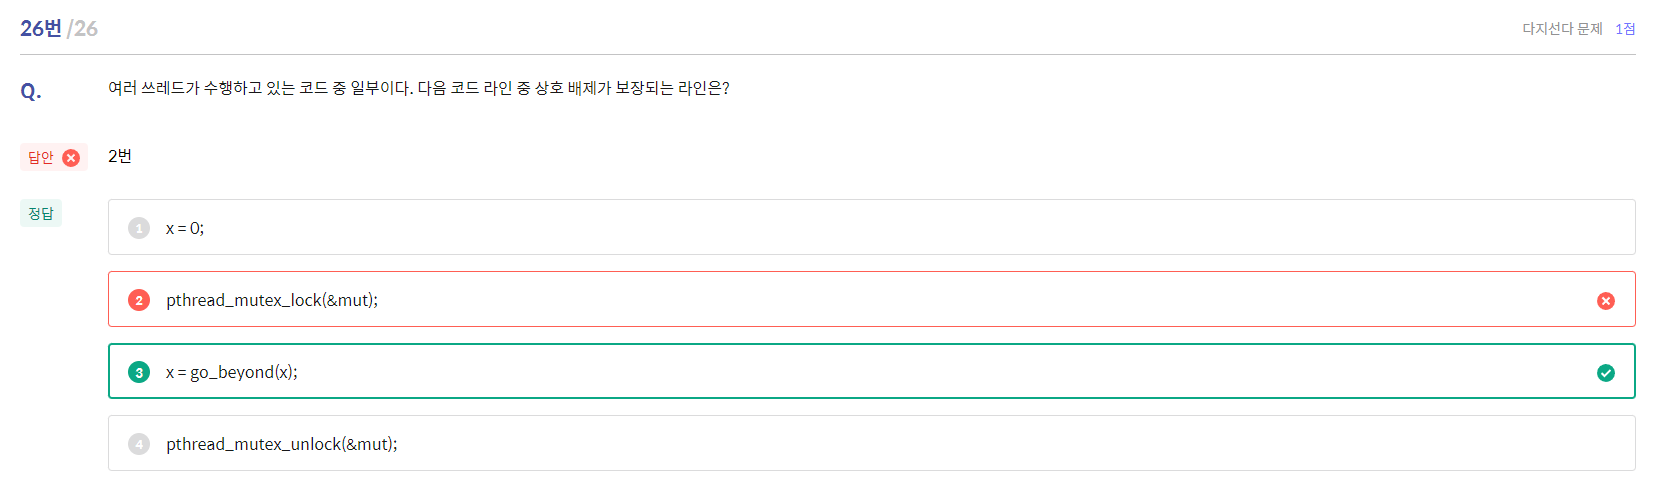 26번 /26
다지선다 문제 1점
Q. 여러 쓰레드가 수행하고 있는 코드 중 일부이다. 다음 코드 라인 중 상호 배제가 보장되는 라인은?
답안 2번
정답
1 x = 0;
2 pthread_mutex_lock(&mut);
3 x = go_beyond(x);
4 pthread_mutex_unlock(&mut);